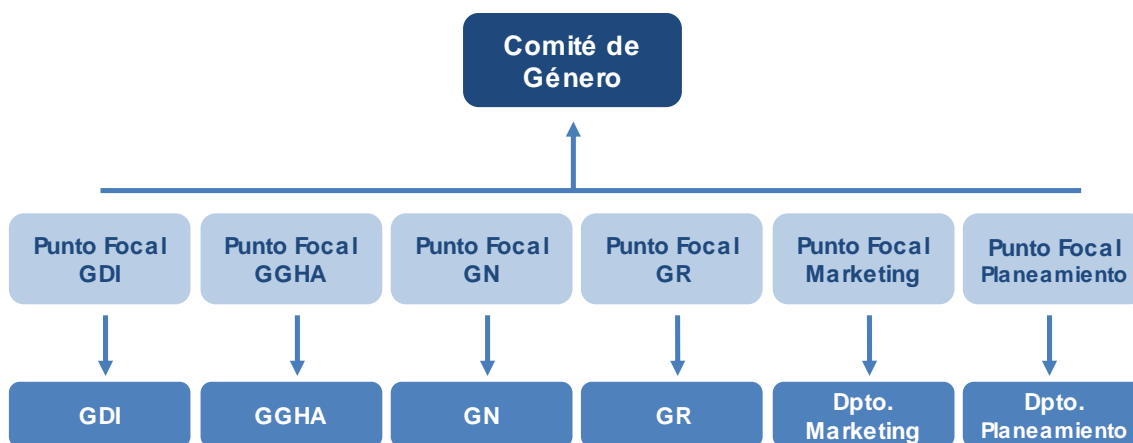 Comité de
Género
Punto Focal
GDI
Punto Focal
GGHA
Punto Focal
GN
Punto Focal
GR
Punto Focal
Marketing
Punto Focal
Planeamiento
GDI
GGHA
GN
GR
Dpto.
Marketing
Dpto.
Planeamiento